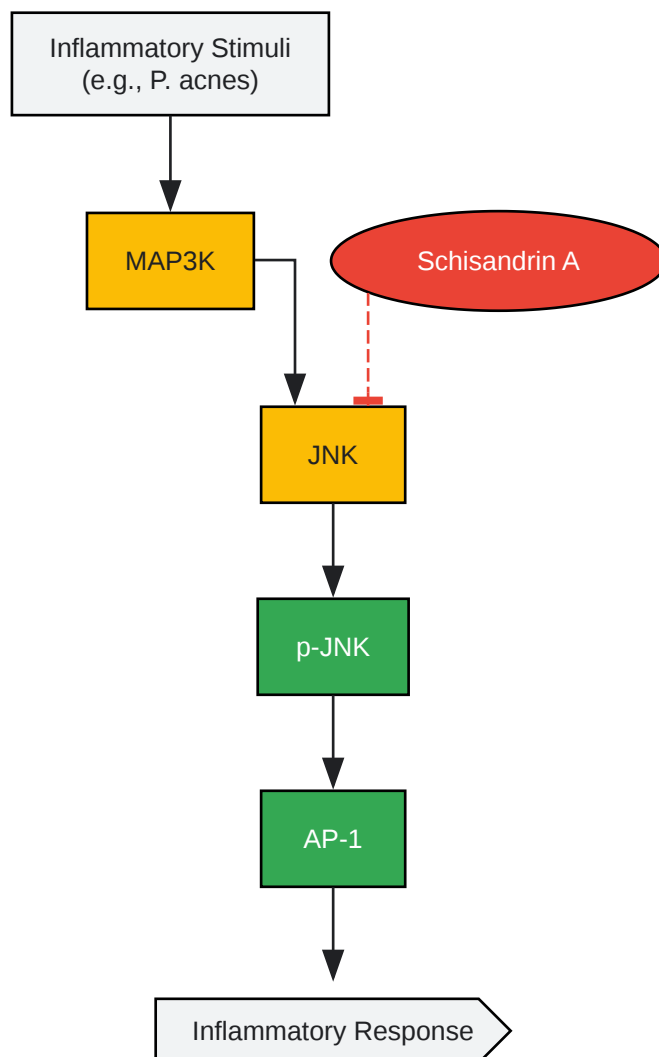 Inflammatory Stimuli
(e.g., P. acnes)
MAP3K
Schisandrin A
JNK
p-JNK
AP-1
Inflammatory Response